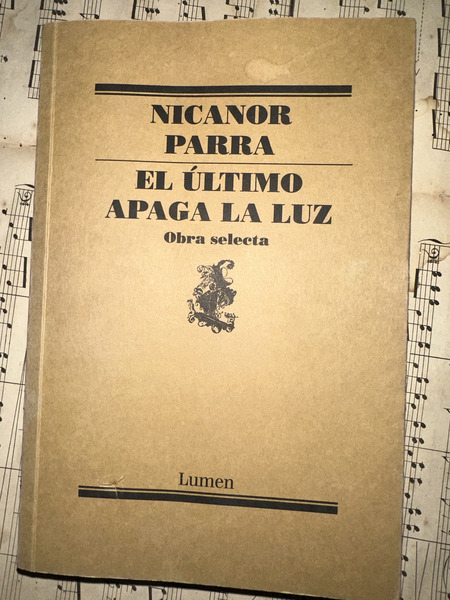 NICANOR
PARRA
EL ÚLTIMO
APAGA LA LUZ
Obra selecta
Lumen